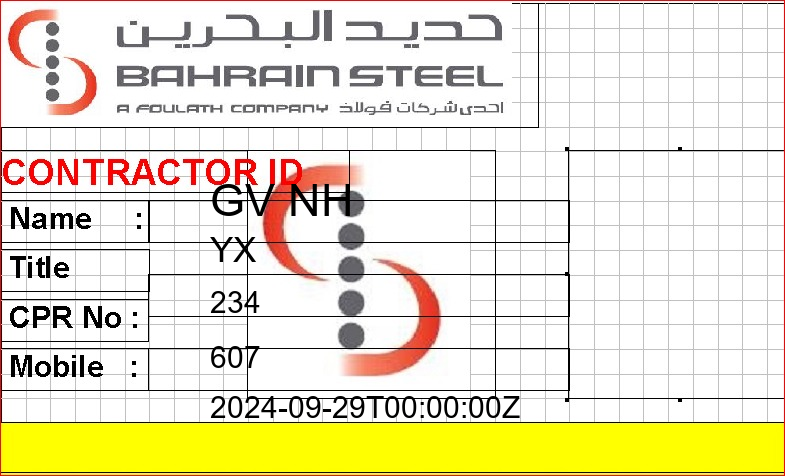 حديد البحرين
BAHRAIN STEEL
A FOULATH COMPANY احدى شركات فولاذ
CONTRACTOR ID
Name : GV NH
Title YX
CPR No : 234
Mobile : 607
2024-09-29T00:00:00Z